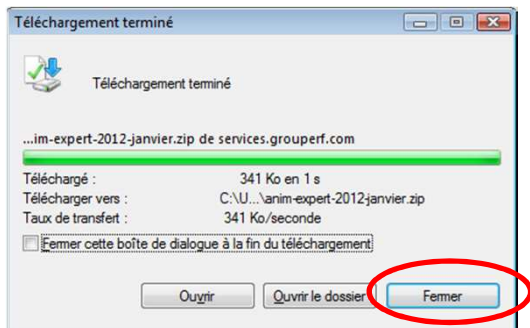 Téléchargement terminé
Téléchargement terminé
...im-expert-2012-janvier.zip de services.grouperf.com
Téléchargé : 341 Ko en 1 s
Télécharger vers : C:\U...\anim-expert-2012-janvier.zip
Taux de transfert : 341 Ko/seconde
Fermer cette boîte de dialogue à la fin du téléchargement
Ouvrir Ouvrir le dossier Fermer